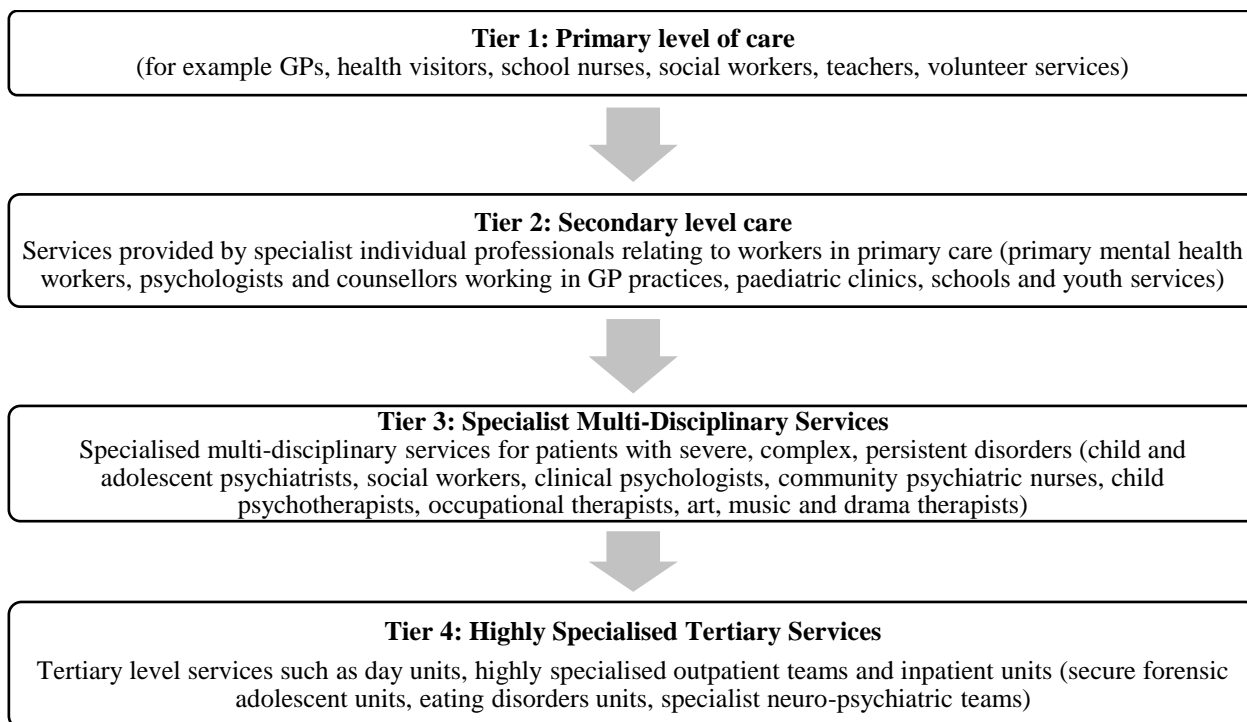 Tier 1: Primary level of care
(for example GPs, health visitors, school nurses, social workers, teachers, volunteer services)
Tier 2: Secondary level care
Services provided by specialist individual professionals relating to workers in primary care (primary mental health
workers, psychologists and counsellors working in GP practices, paediatric clinics, schools and youth services)
Tier 3: Specialist Multi-Disciplinary Services
Specialised multi-disciplinary services for patients with severe, complex, persistent disorders (child and
adolescent psychiatrists, social workers, clinical psychologists, community psychiatric nurses, child
psychotherapists, occupational therapists, art, music and drama therapists)
Tier 4: Highly Specialised Tertiary Services
Tertiary level services such as day units, highly specialised outpatient teams and inpatient units (secure forensic
adolescent units, eating disorders units, specialist neuro-psychiatric teams)